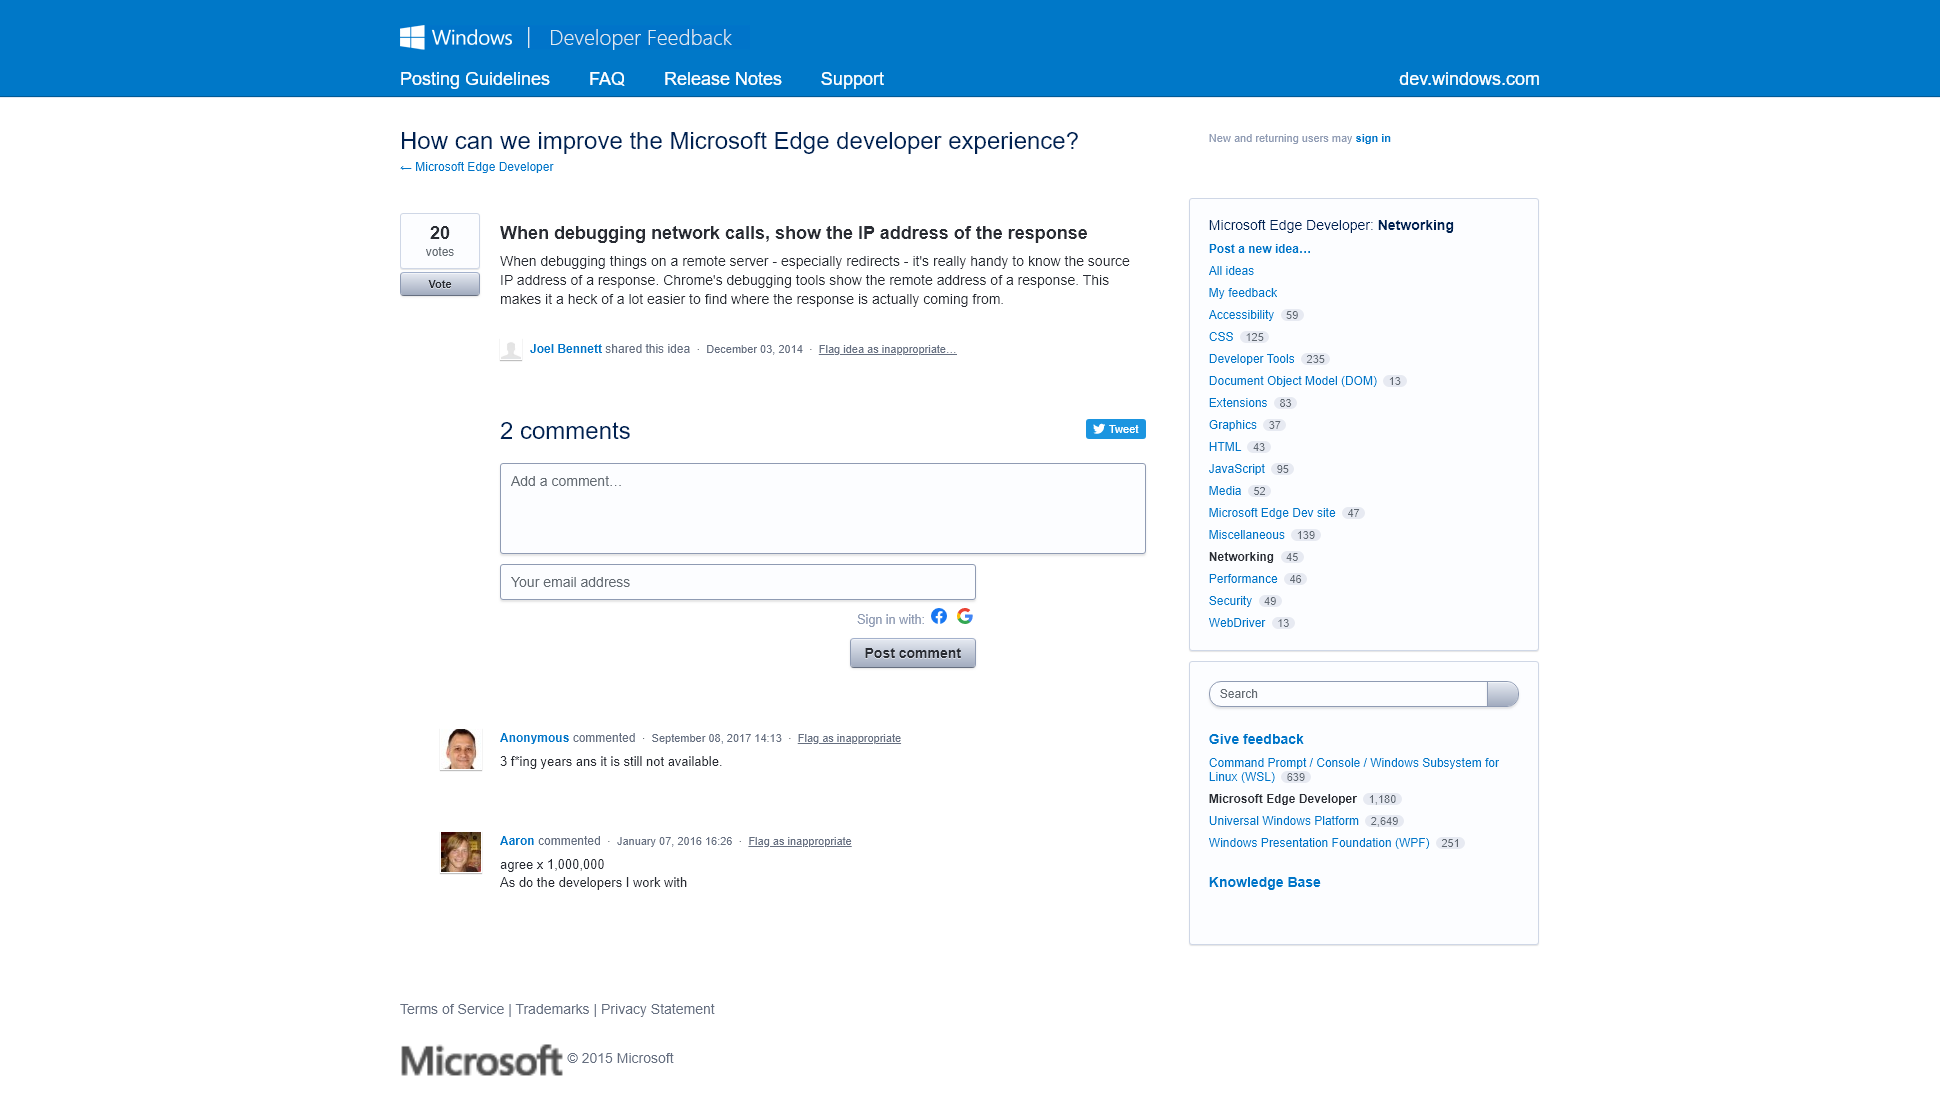 Windows | Developer Feedback
Posting Guidelines FAQ Release Notes Support dev.windows.com
How can we improve the Microsoft Edge developer experience?
← Microsoft Edge Developer
New and returning users may sign in
20
votes
Vote
When debugging network calls, show the IP address of the response
When debugging things on a remote server - especially redirects - it's really handy to know the source
IP address of a response. Chrome's debugging tools show the remote address of a response. This
makes it a heck of a lot easier to find where the response is actually coming from.
Joel Bennett shared this idea · December 03, 2014 · Flag idea as inappropriate…
2 comments
Tweet
Add a comment…
Your email address
Sign in with:
Post comment
Anonymous commented · September 08, 2017 14:13 · Flag as inappropriate
3 f*ing years ans it is still not available.
Aaron commented · January 07, 2016 16:26 · Flag as inappropriate
agree x 1,000,000
As do the developers I work with
Microsoft Edge Developer: Networking
Post a new idea…
All ideas
My feedback
Accessibility 59
CSS 125
Developer Tools 235
Document Object Model (DOM) 13
Extensions 83
Graphics 37
HTML 43
JavaScript 95
Media 52
Microsoft Edge Dev site 47
Miscellaneous 139
Networking 45
Performance 46
Security 49
WebDriver 13
Search
Give feedback
Command Prompt / Console / Windows Subsystem for
Linux (WSL) 639
Microsoft Edge Developer 1,180
Universal Windows Platform 2,649
Windows Presentation Foundation (WPF) 251
Knowledge Base
Terms of Service | Trademarks | Privacy Statement
Microsoft © 2015 Microsoft